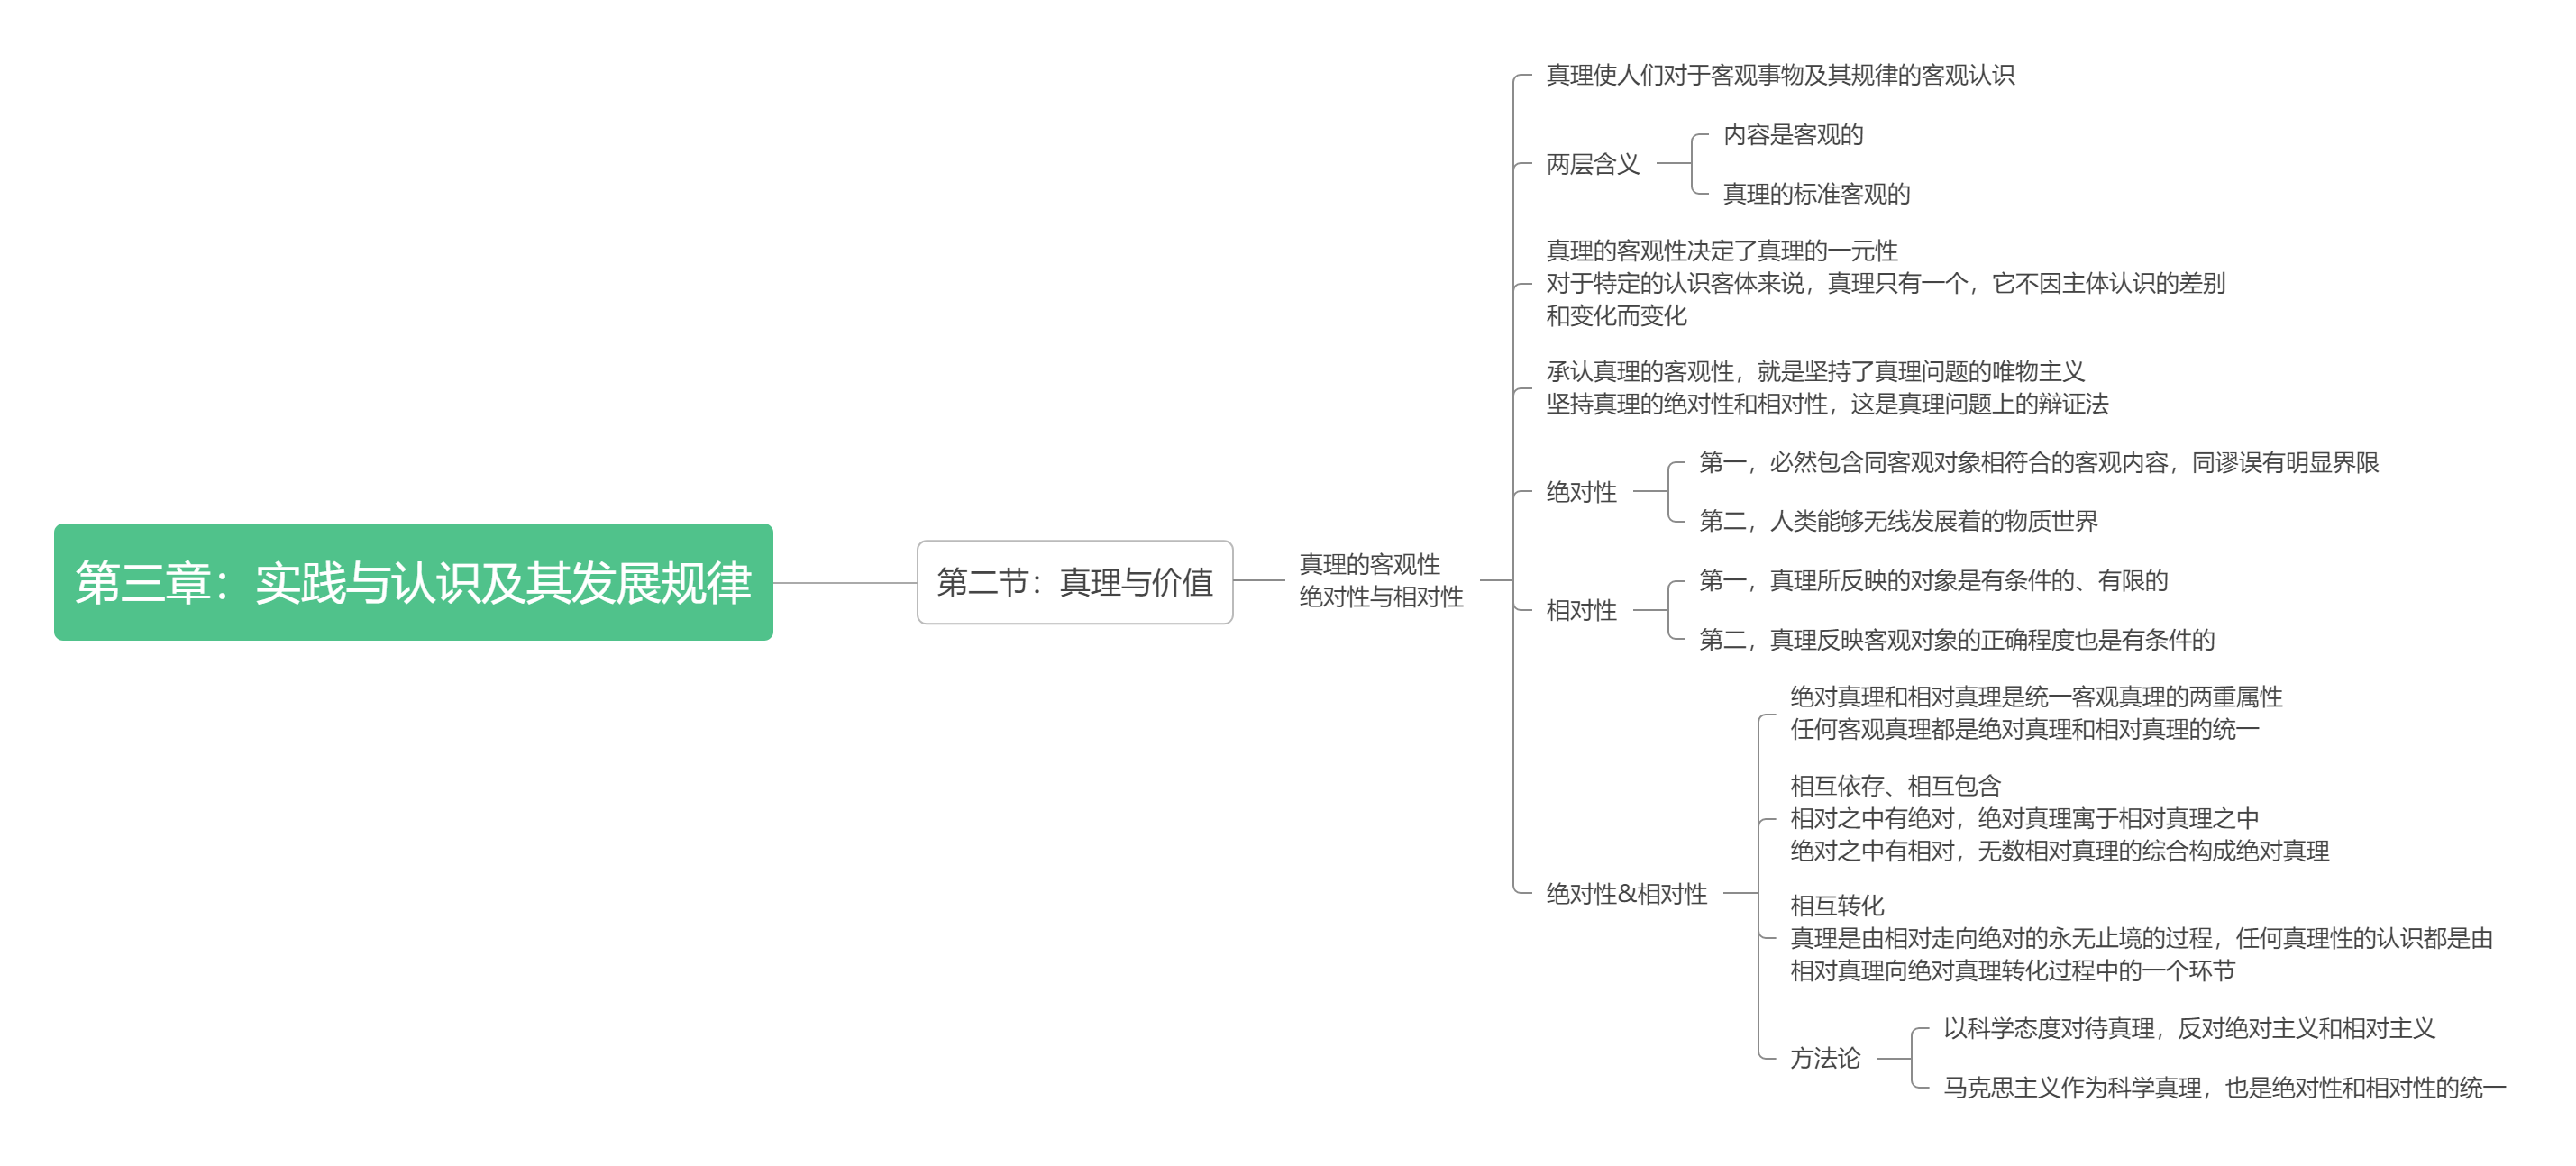 第三章：实践与认识及其发展规律
第二节：真理与价值
真理的客观性
绝对性与相对性
真理使人们对于客观事物及其规律的客观认识
两层含义
内容是客观的
真理的标准客观的
真理的客观性决定了真理的一元性
对于特定的认识客体来说，真理只有一个，它不因主体认识的差别
和变化而变化
承认真理的客观性，就是坚持了真理问题的唯物主义
坚持真理的绝对性和相对性，这是真理问题上的辩证法
绝对性
第一，必然包含同客观对象相符合的客观内容，同谬误有明显界限
第二，人类能够无线发展着的物质世界
相对性
第一，真理所反映的对象是有条件的、有限的
第二，真理反映客观对象的正确程度也是有条件的
绝对性&相对性
绝对真理和相对真理是统一客观真理的两重属性
任何客观真理都是绝对真理和相对真理的统一
相互依存、相互包含
相对之中有绝对，绝对真理寓于相对真理之中
绝对之中有相对，无数相对真理的综合构成绝对真理
相互转化
真理是由相对走向绝对的永无止境的过程，任何真理性的认识都是由
相对真理向绝对真理转化过程中的一个环节
方法论
以科学态度对待真理，反对绝对主义和相对主义
马克思主义作为科学真理，也是绝对性和相对性的统一